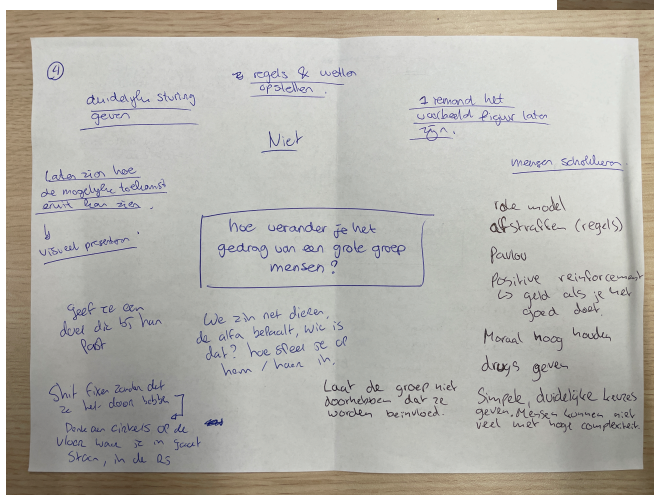 4
duidelyke sturing
geven
regels & wetten
opstellen.
Niet
1 iemand het
voorbeeld figuur laten
zijn.
Laten zien hoe
de mogelyke toekomst
eruit kan zien.
visueel presenteren.
hoe verander je het
gedrag van een grote groep
mensen?
mensen schokkeren
role model
afstraffen (regels)
Pavlov
Positive reinforcement
↳ geld als je het
goed doet.
Moraal hoog houden
drugs geven
Simpele, duidelijke keuzes
geven. Mensen kunnen niet
veel met hoge complexiteit.
geef ze een
doel die bij hun
past
We zijn net dieren,
de alfa bepaalt, wie is
dat? hoe speel je op
hem / haar in.
Laat de groep niet
doorhebben dat ze
worden beïnvloed.
Shit fixen zonder dat
ze het door hebben
Denk aan cirkels op de
vloer waar je in gaat
staan, in de RS